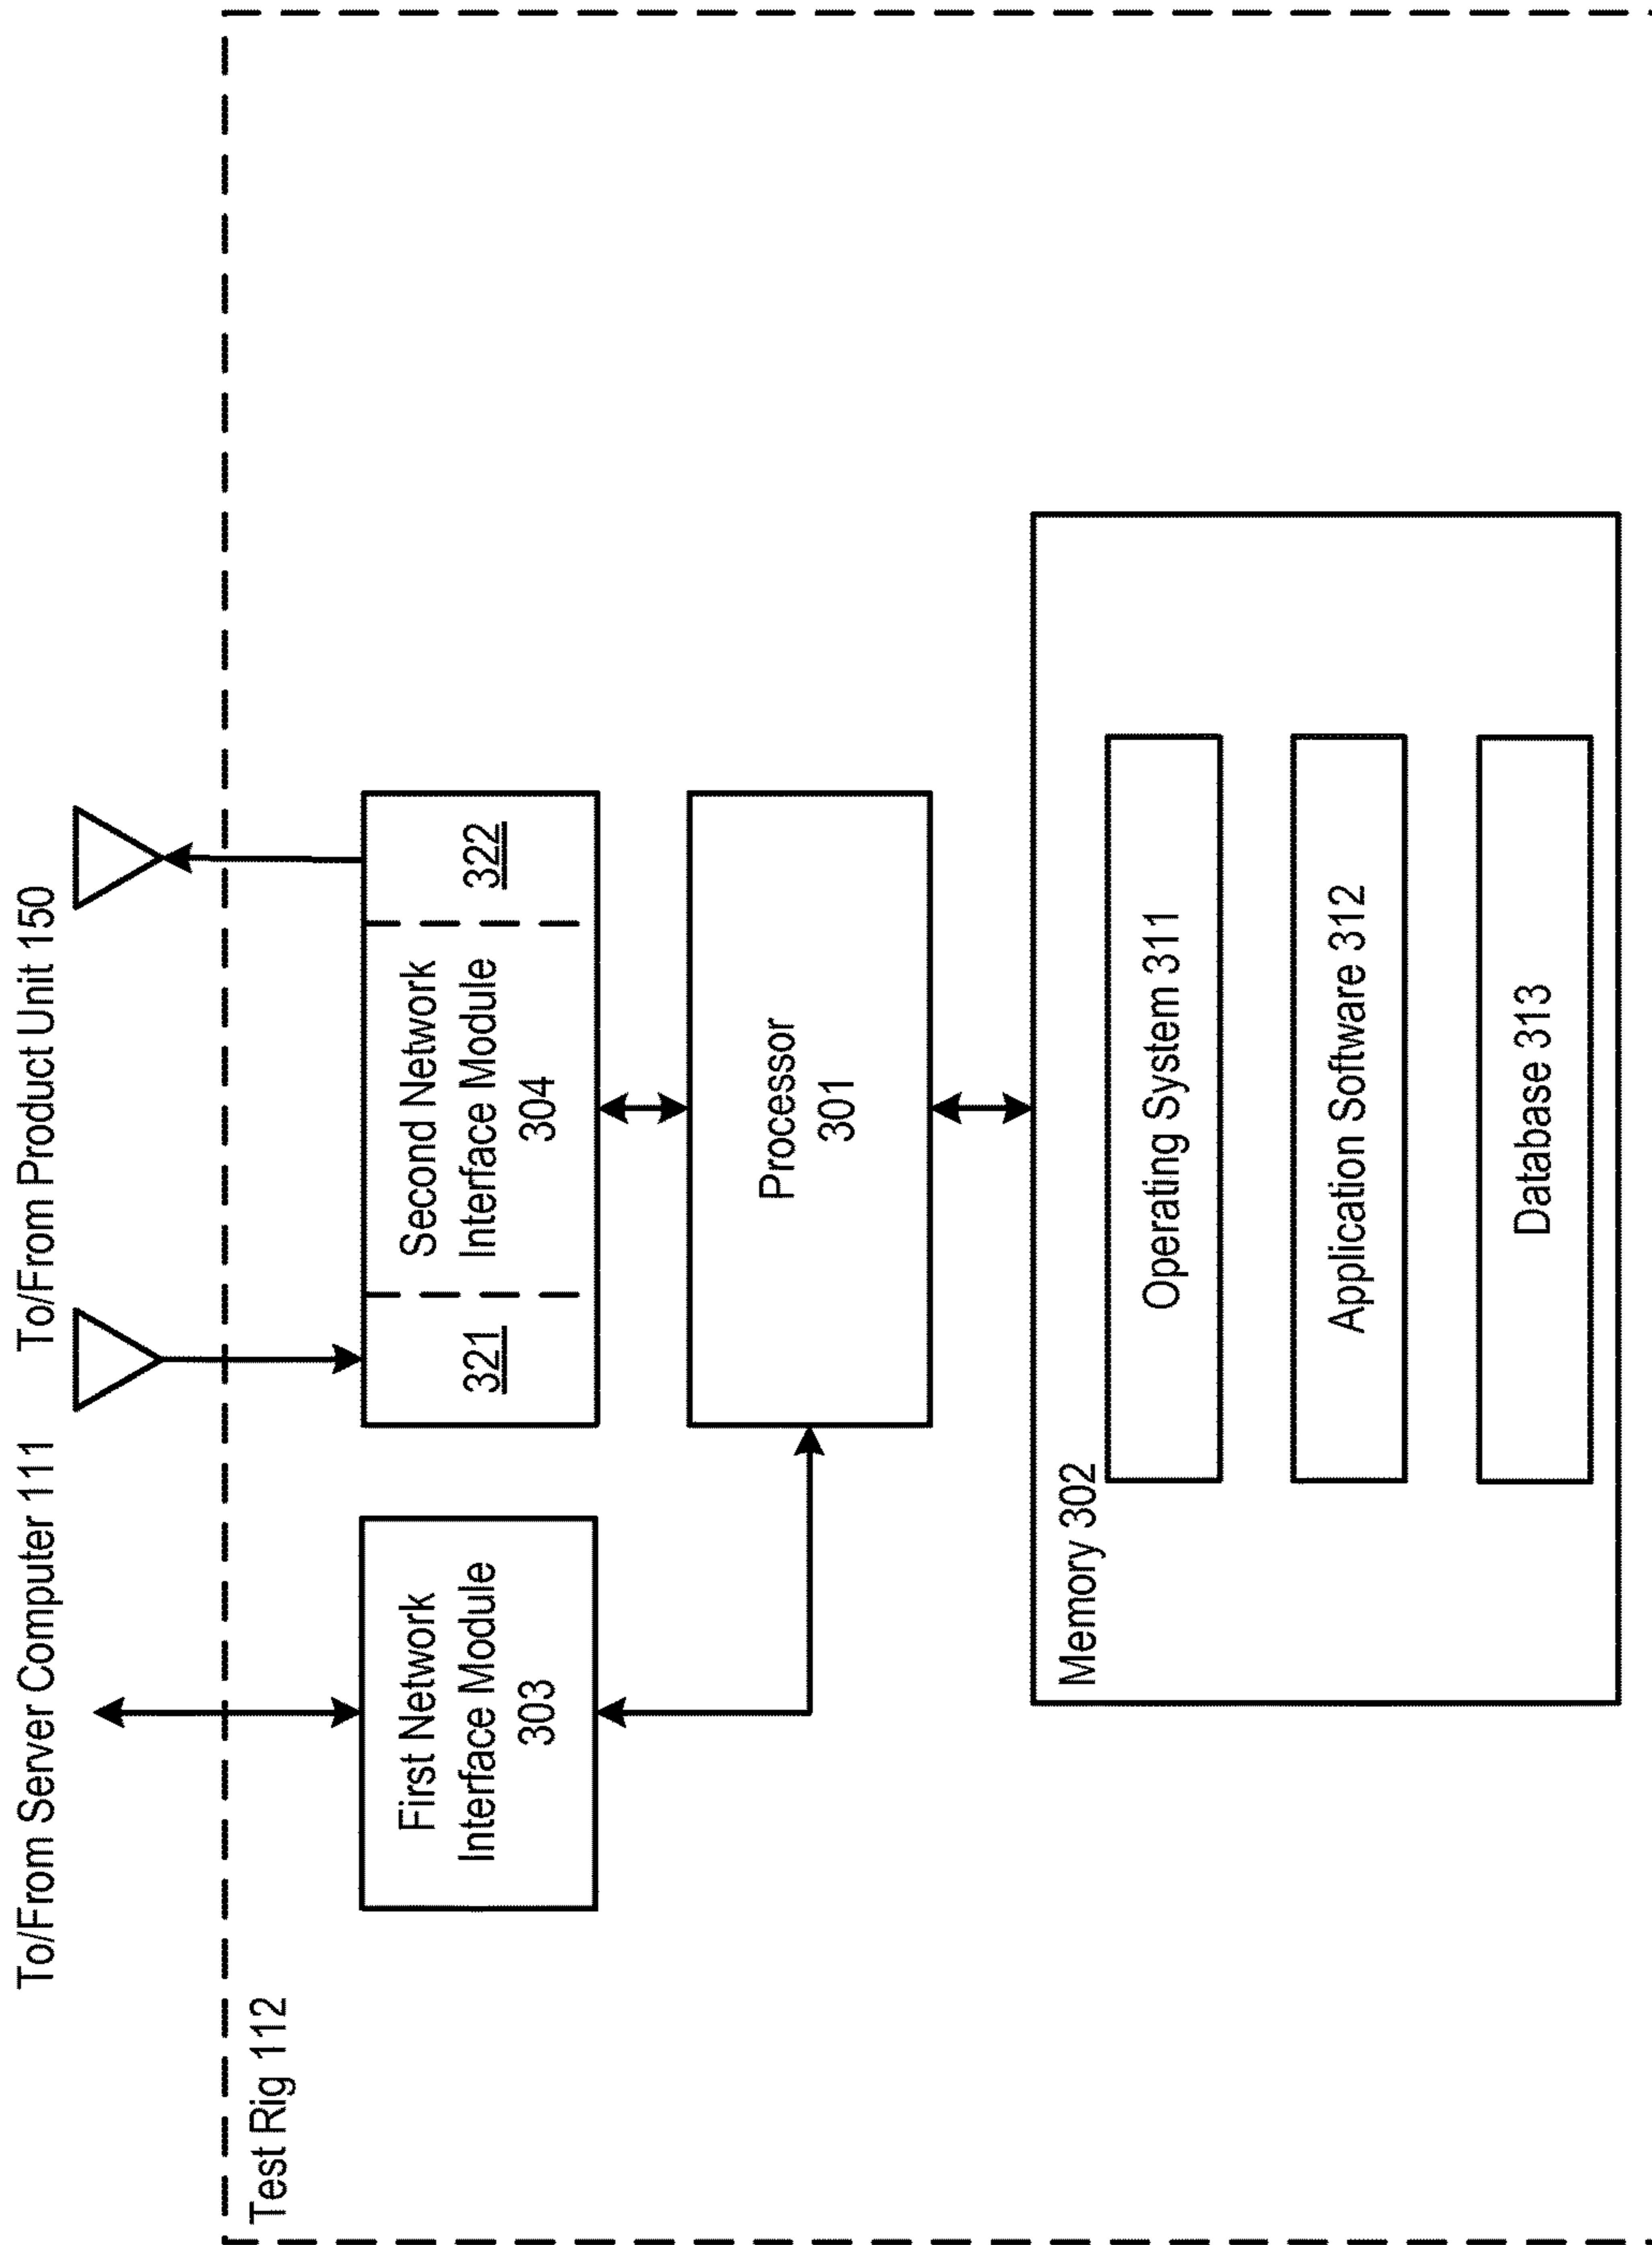 To/From Server Computer 111
To/From Product Unit 150
Test Rig 112
First Network
Interface Module
303
321
Second Network
Interface Module
304
322
Processor
301
Memory 302
Operating System 311
Application Software 312
Database 313